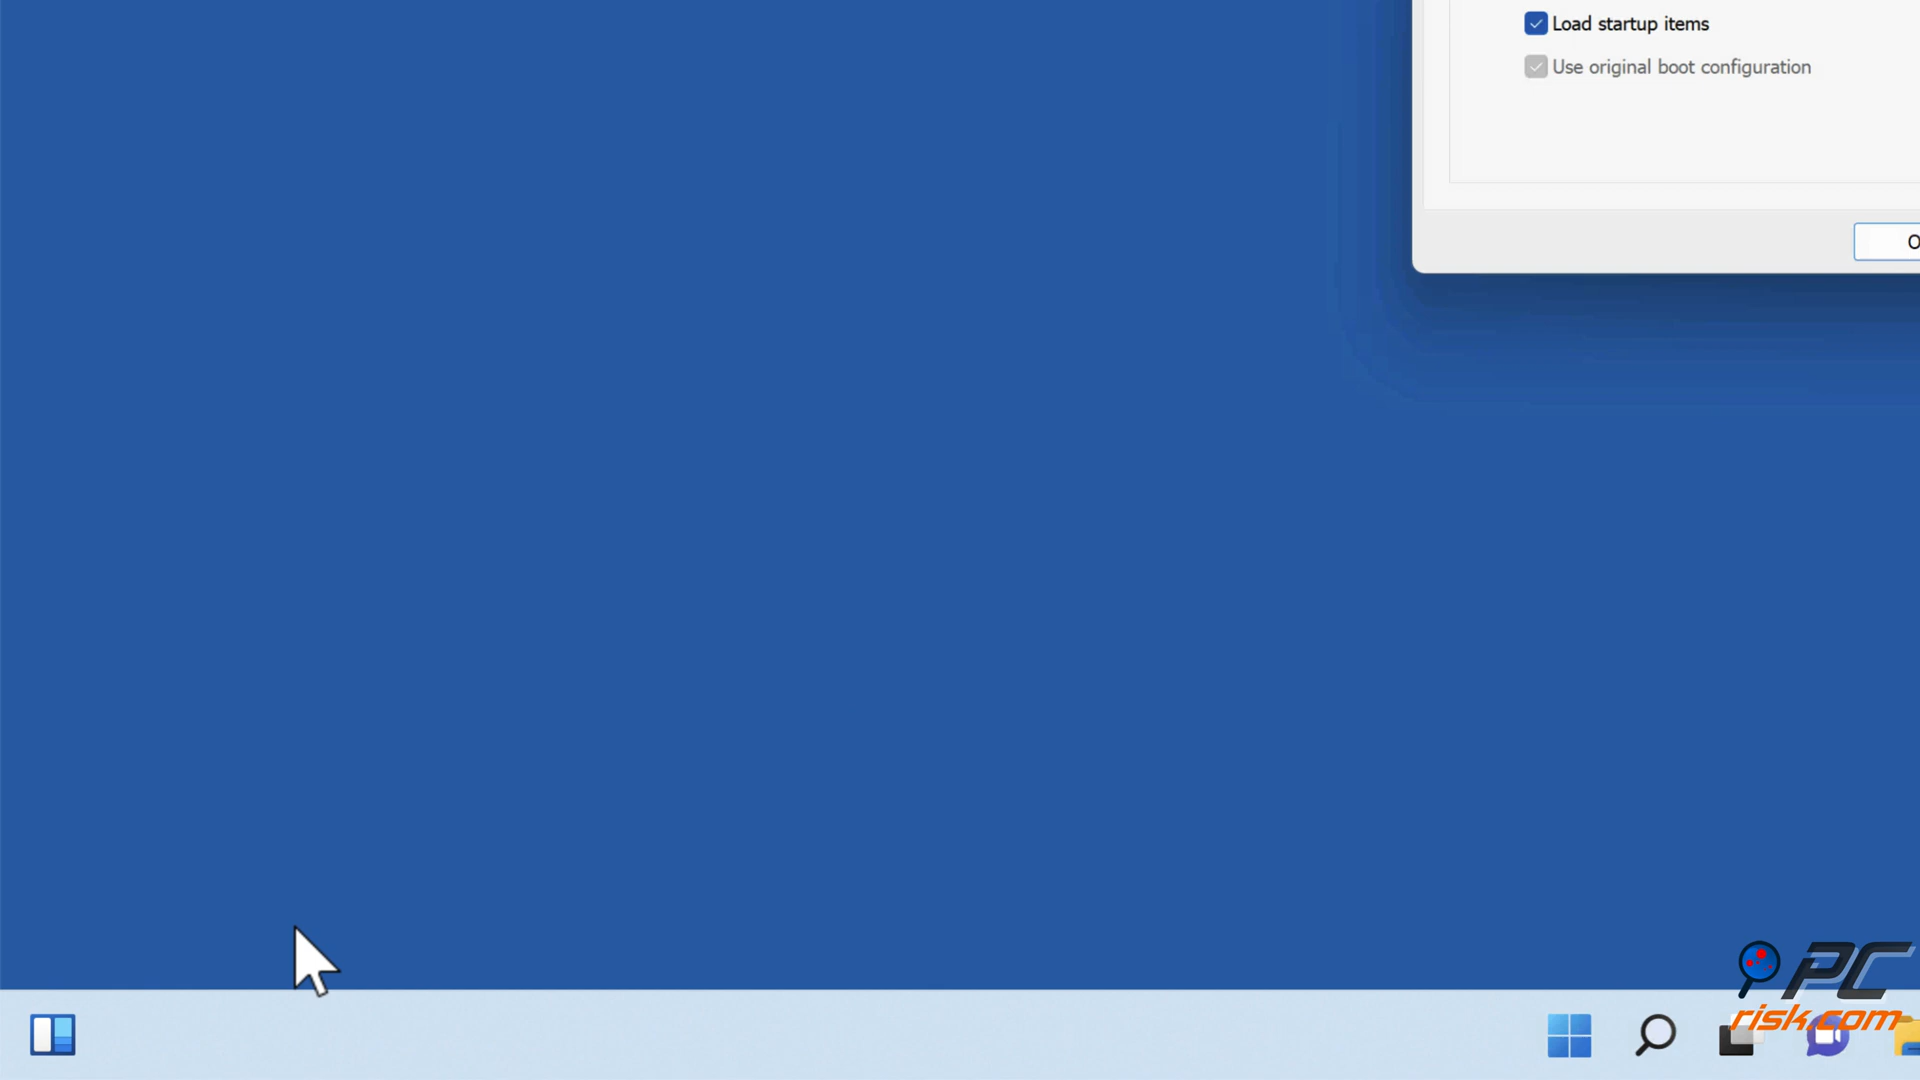 Load startup items
Use original boot configuration
O
PC
risk.com